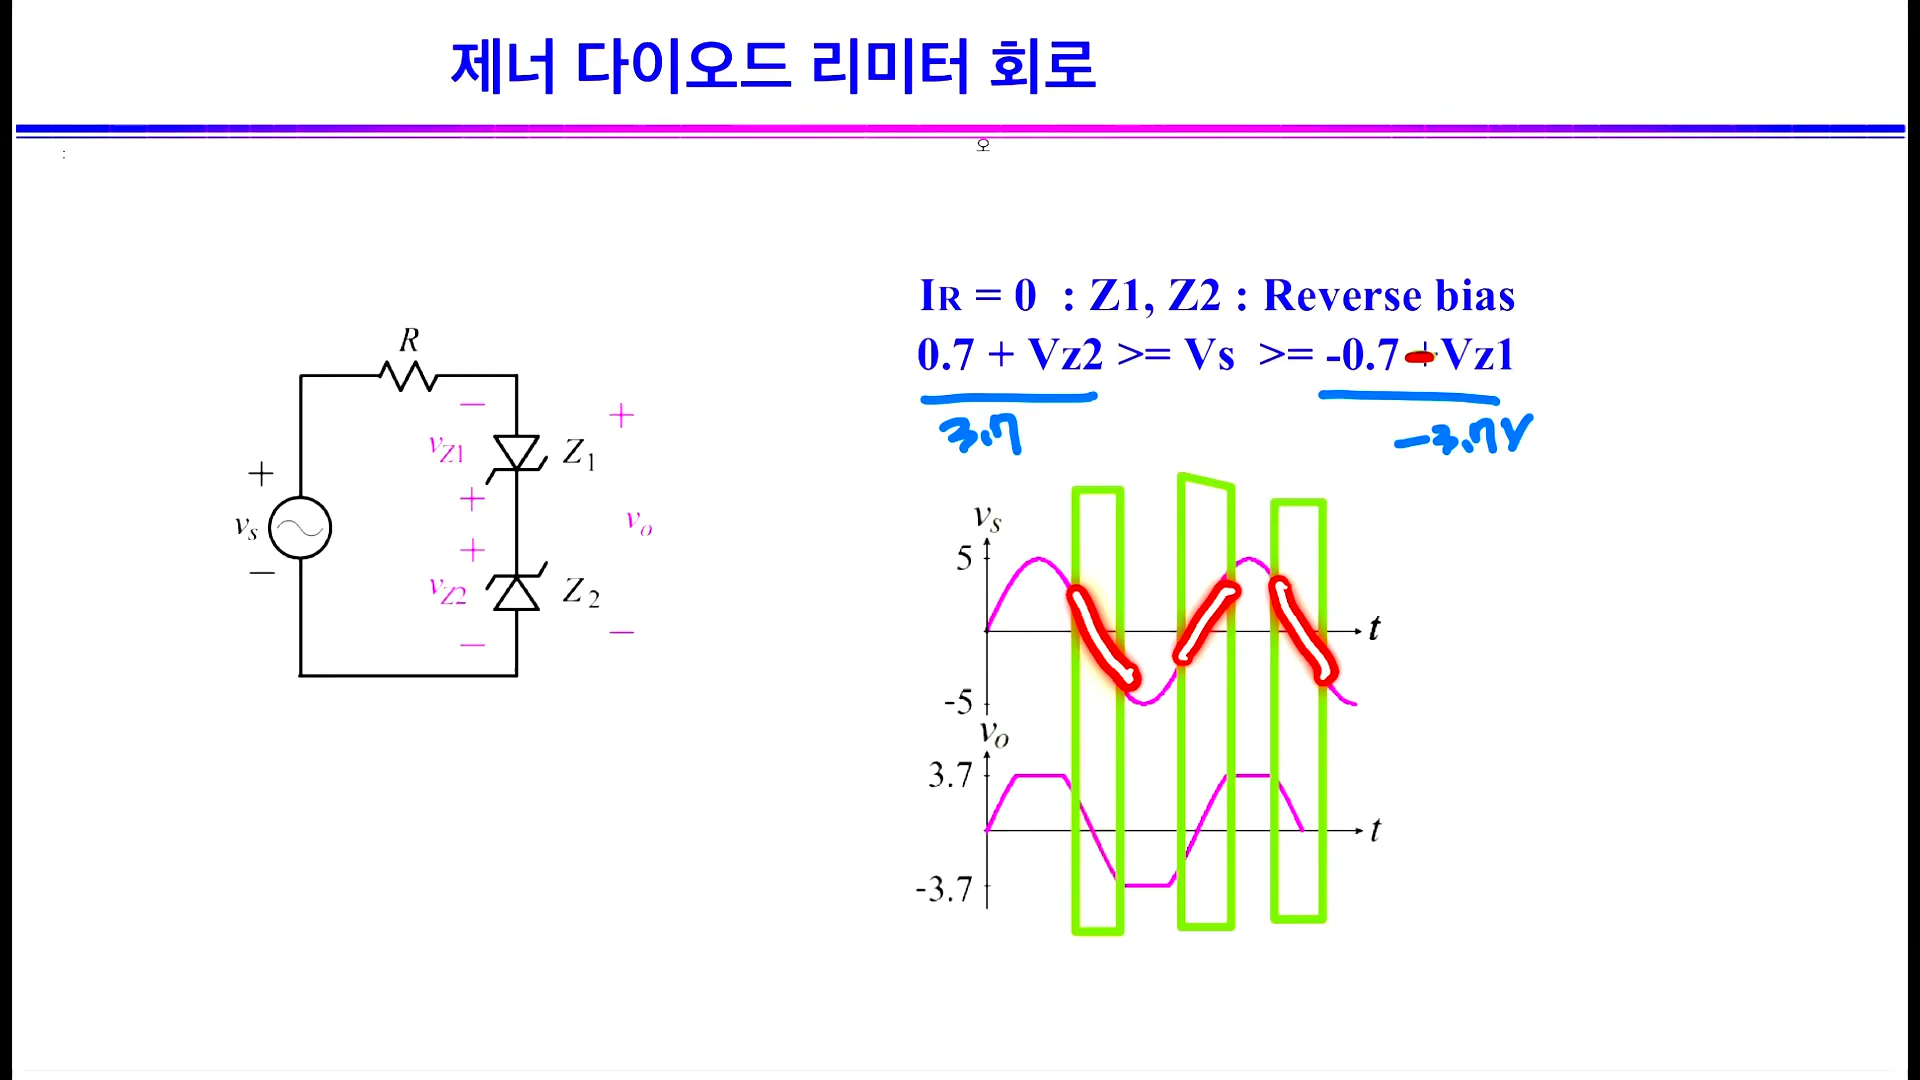 제너 다이오드 리미터 회로
:
오
IR = 0 : Z1, Z2 : Reverse bias
0.7 + Vz2 >= Vs >= -0.7 - Vz1
3.7
-3.7V
R
−
+
vZ1
Z1
+
+
vs
−
+
vo
vZ2
Z2
−
−
vs
5
t
-5
vo
3.7
t
-3.7